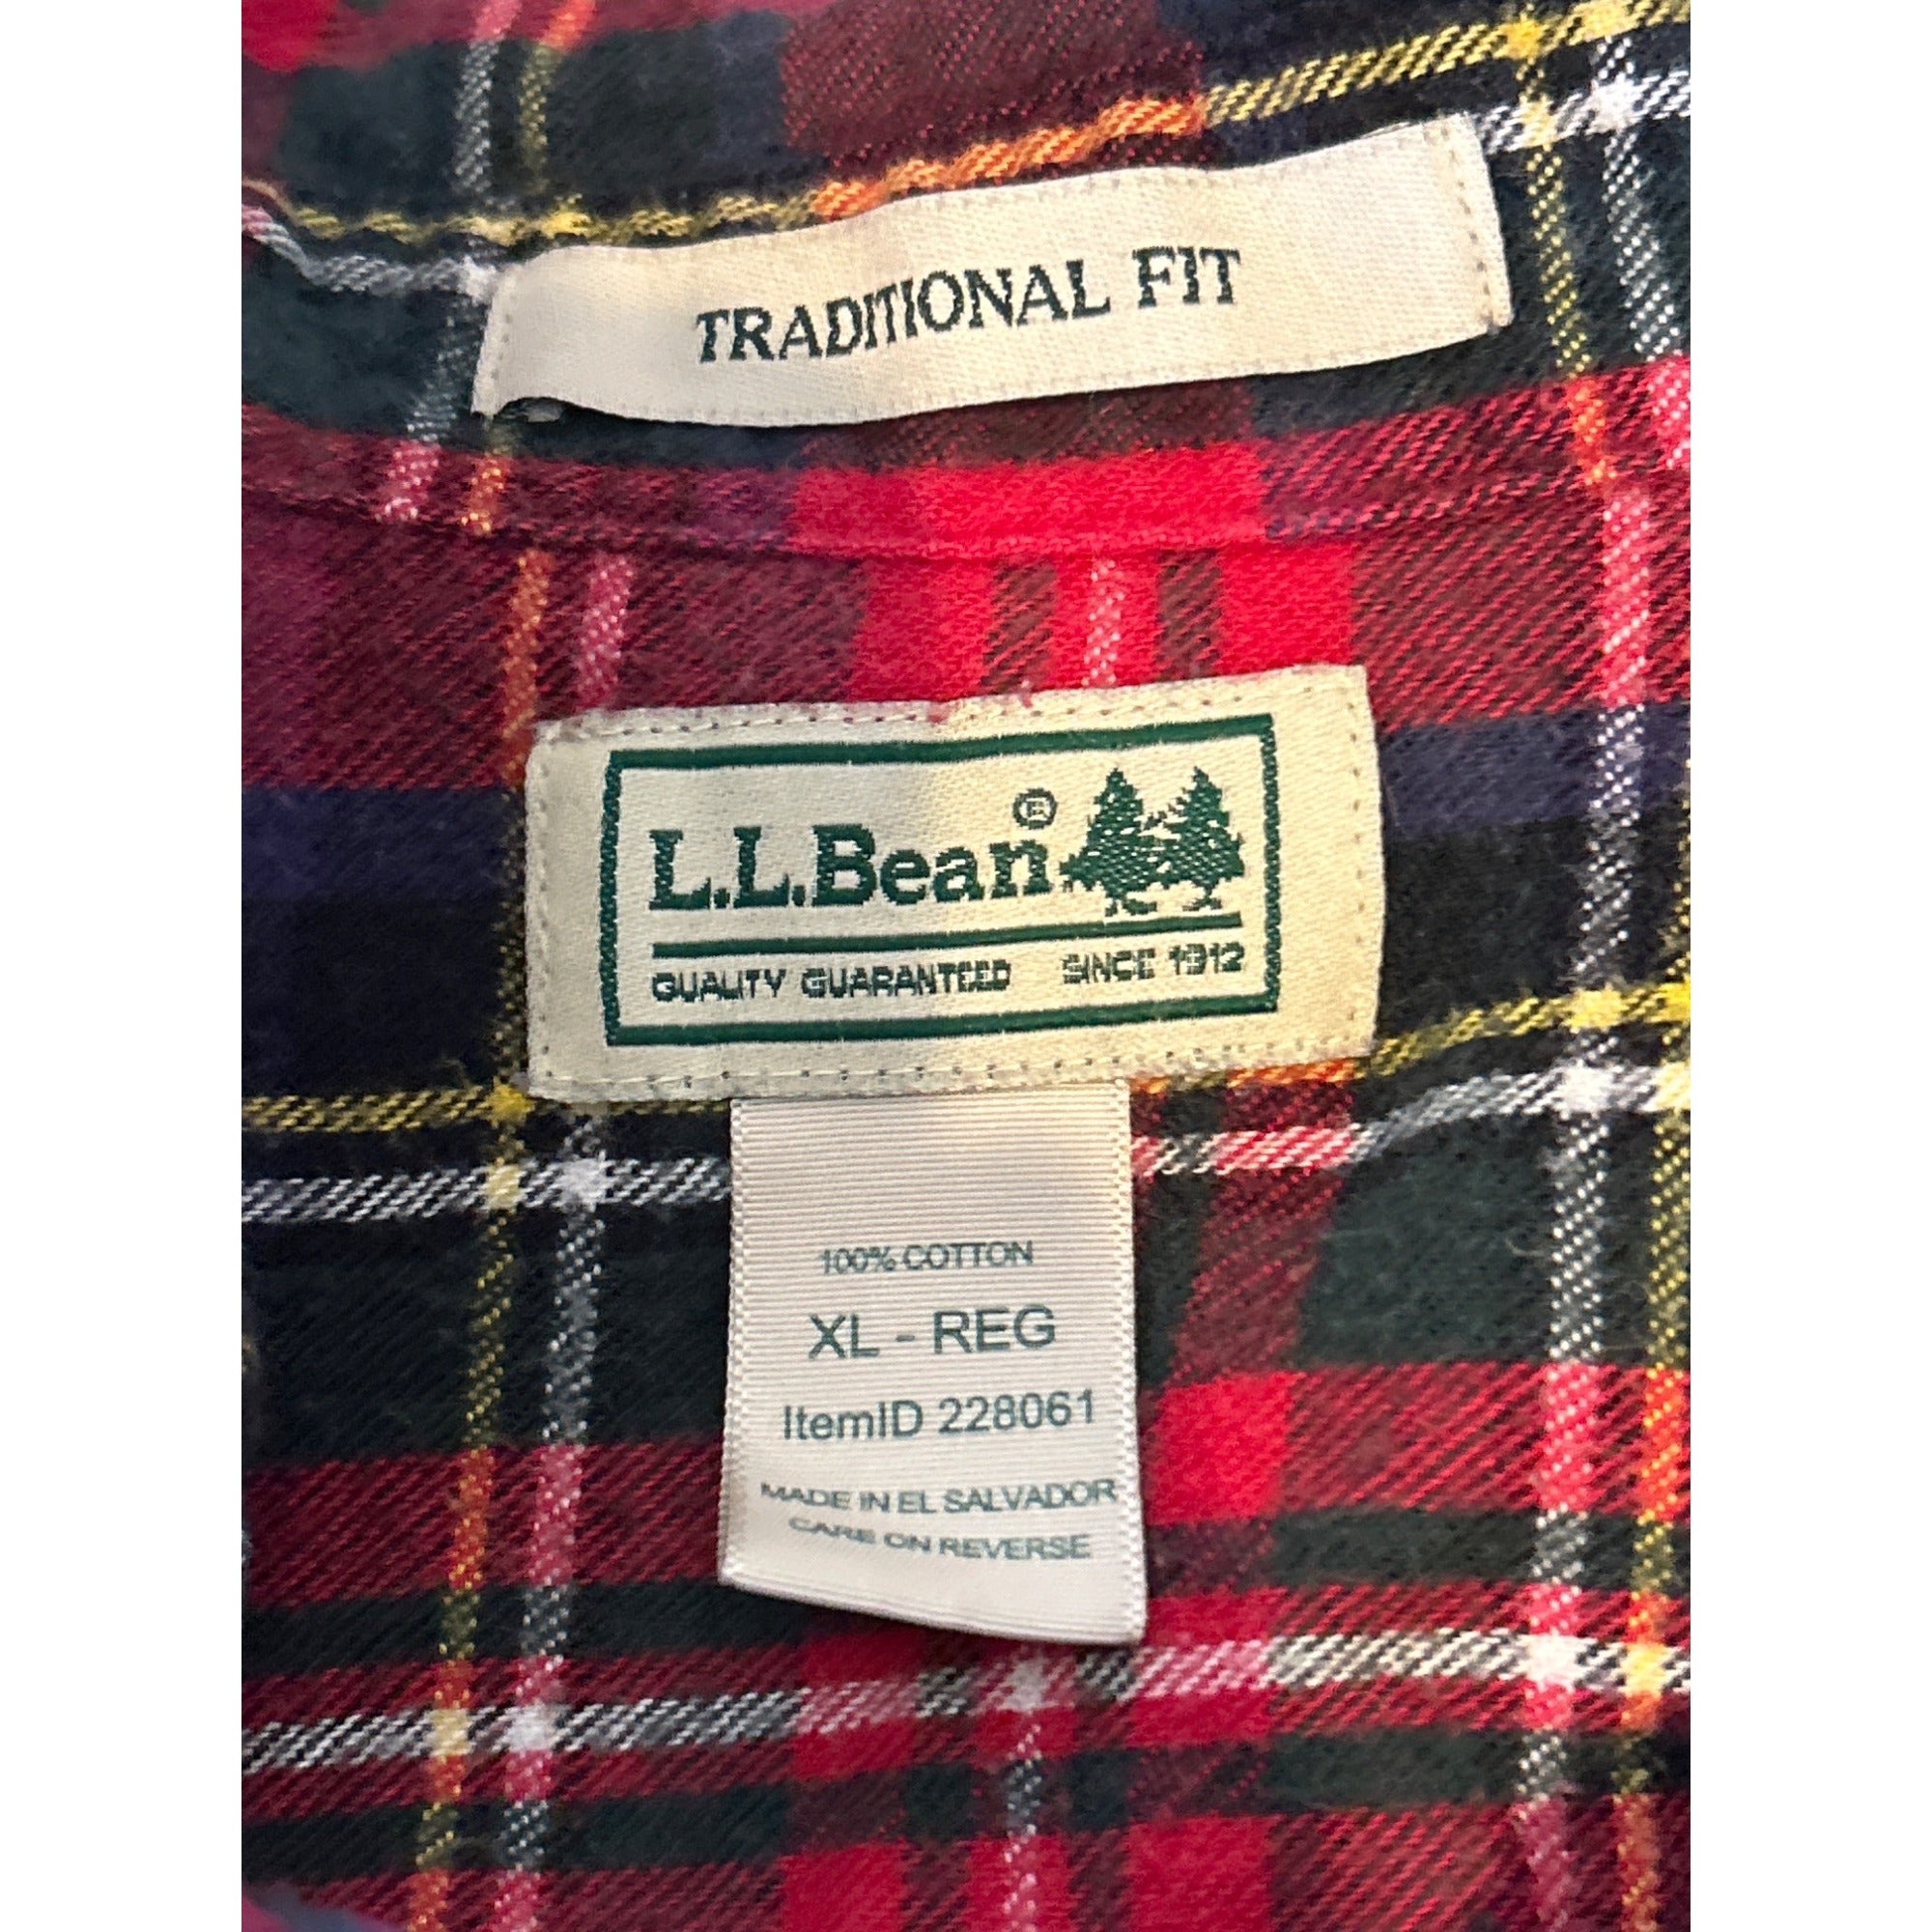 TRADITIONAL FIT
L.L.Bean®
QUALITY GUARANTEED SINCE 1912
100% COTTON
XL - REG
ItemID 228061
MADE IN EL SALVADOR
CARE ON REVERSE